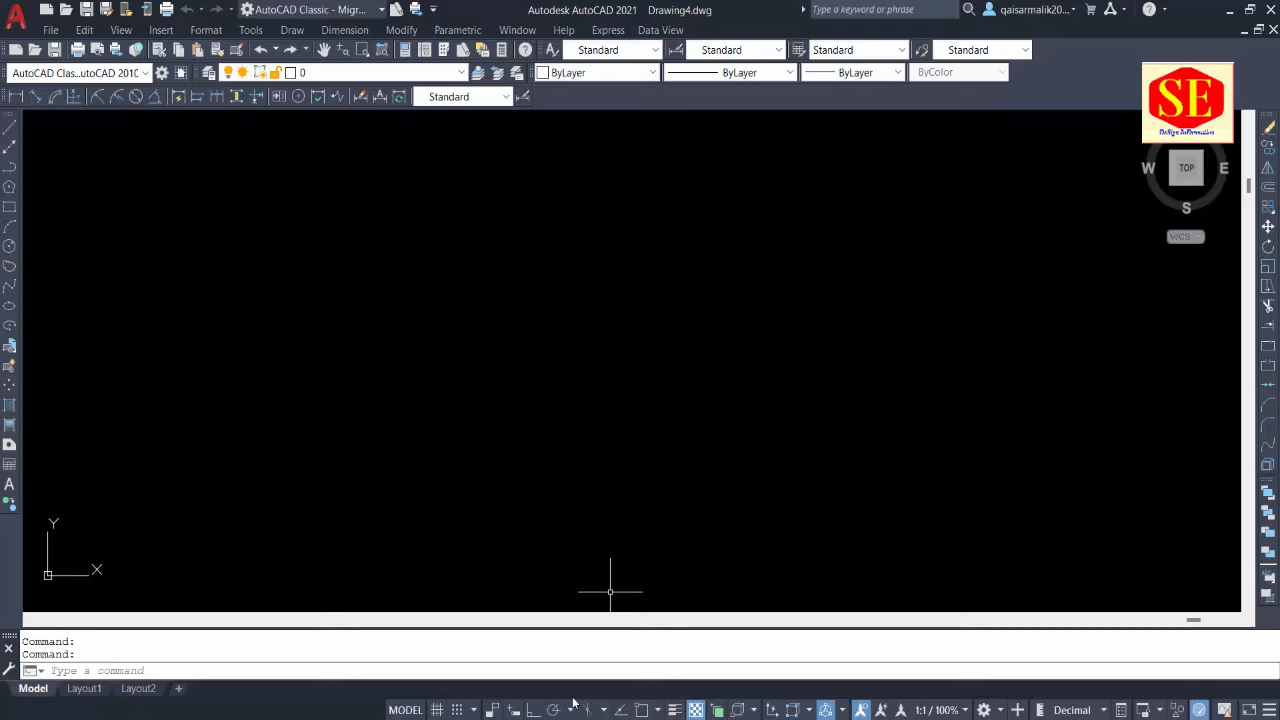 AutoCAD Classic - Migr...
Autodesk AutoCAD 2021 Drawing4.dwg
Type a keyword or phrase
qaisarmalik20...
File Edit View Insert Format Tools Draw Dimension Modify Parametric Window Help Express Data View
Standard Standard Standard Standard
AutoCAD Clas...utoCAD 2010 0 ByLayer ByLayer ByLayer ByColor
Standard
SE
DeSign InFormation
W TOP E
S
WCS
A
Y
X
Command:
Command:
Type a command
Model Layout1 Layout2 +
MODEL 1:1 / 100% Decimal